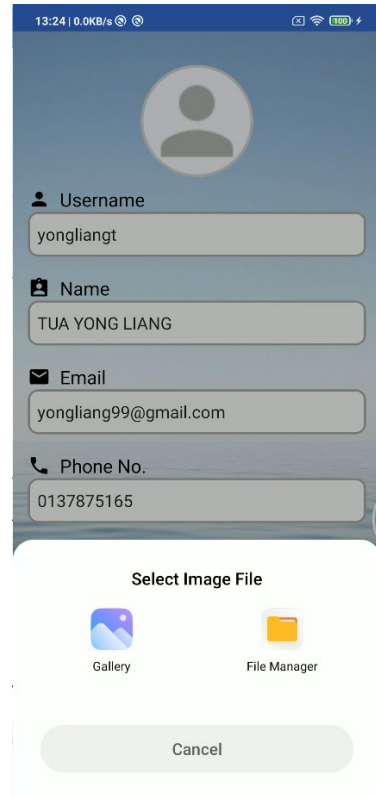 13:24 | 0.0KB/s
100
Username
yongliangt
Name
TUA YONG LIANG
Email
yongliang99@gmail.com
Phone No.
0137875165
Select Image File
Gallery
File Manager
Cancel